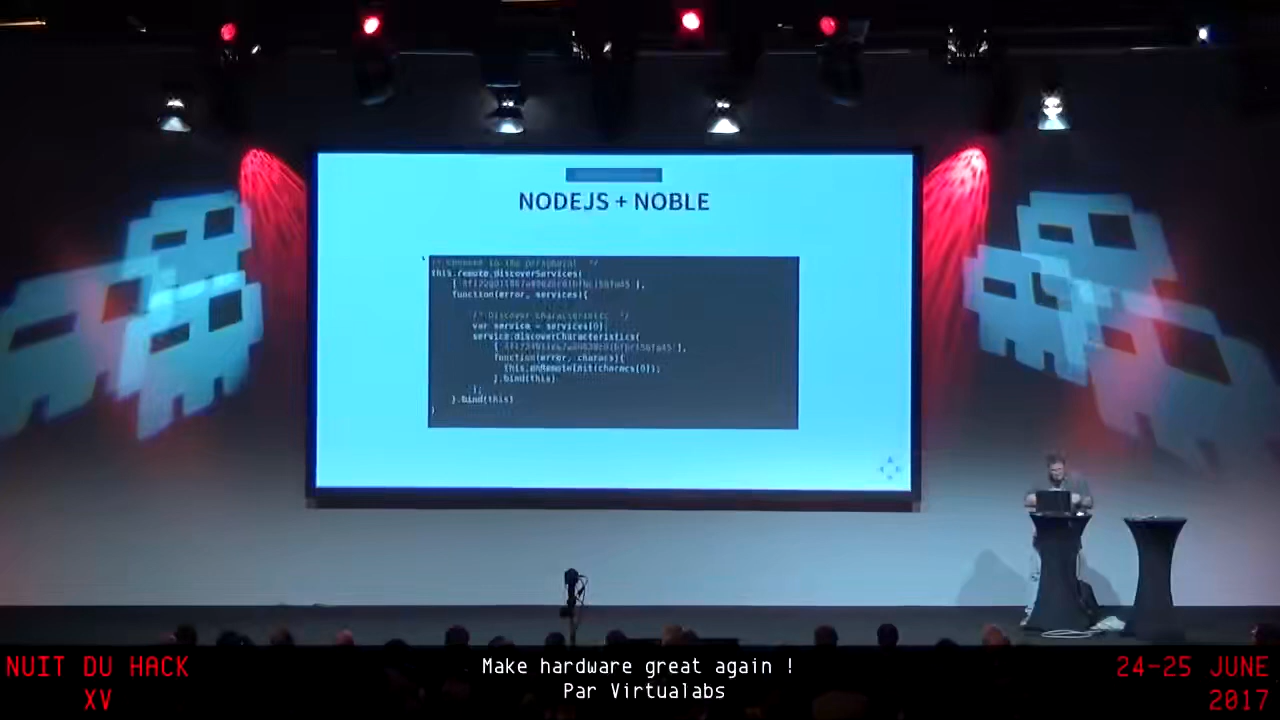 NODEJS + NOBLE
this.remote.discoverServices(
function(error, services){
/* Discover characteristic */
var service = services[0]
service.discoverCharacteristics(
function(error, characs){
this.onRemoteInit(characs[0]);
}.bind(this)
);
}.bind(this)
)
NUIT DU HACK
XV
Make hardware great again !
Par Virtualabs
24-25 JUNE
2017